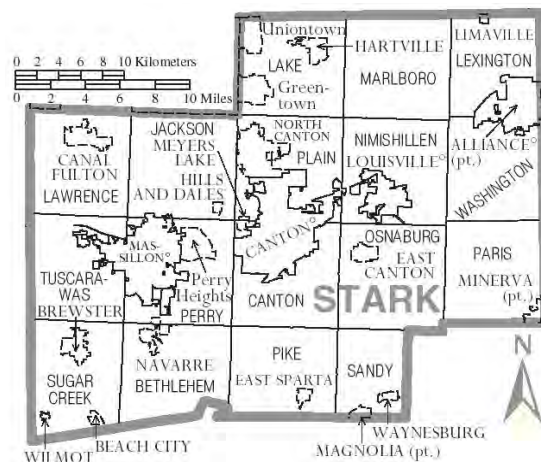 Uniontown
HARTVILLE
LIMAVILLE
LEXINGTON
LAKE
MARLBORO
0 2 4 6 8 10 Kilometers
0 2 4 6 8 10 Miles
Green-
town
JACKSON
NORTH
CANTON
NIMISHILLEN
ALLIANCE° (pt.)
MEYERS
LAKE
PLAIN
LOUISVILLE°
CANAL
FULTON
LAWRENCE
HILLS
AND DALES
WASHINGTON
CANTON°
MAS-
SILLON°
OSNABURG
EAST
CANTON
PARIS
MINERVA
(pt.)
TUSCARA-
WAS
BREWSTER
Perry
Heights
PERRY
CANTON
STARK
NAVARRE
BETHLEHEM
PIKE
EAST SPARTA
SANDY
N
SUGAR
CREEK
WILMOT
BEACH CITY
WAYNESBURG
MAGNOLIA (pt.)